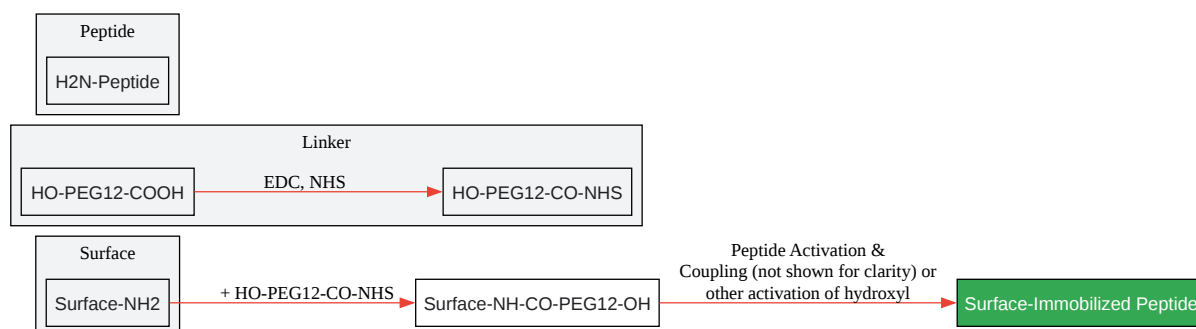 Peptide
H2N-Peptide
Linker
HO-PEG12-COOH
EDC, NHS
HO-PEG12-CO-NHS
Surface
Surface-NH2
+ HO-PEG12-CO-NHS
Surface-NH-CO-PEG12-OH
Peptide Activation &
Coupling (not shown for clarity) or
other activation of hydroxyl
Surface-Immobilized Peptide